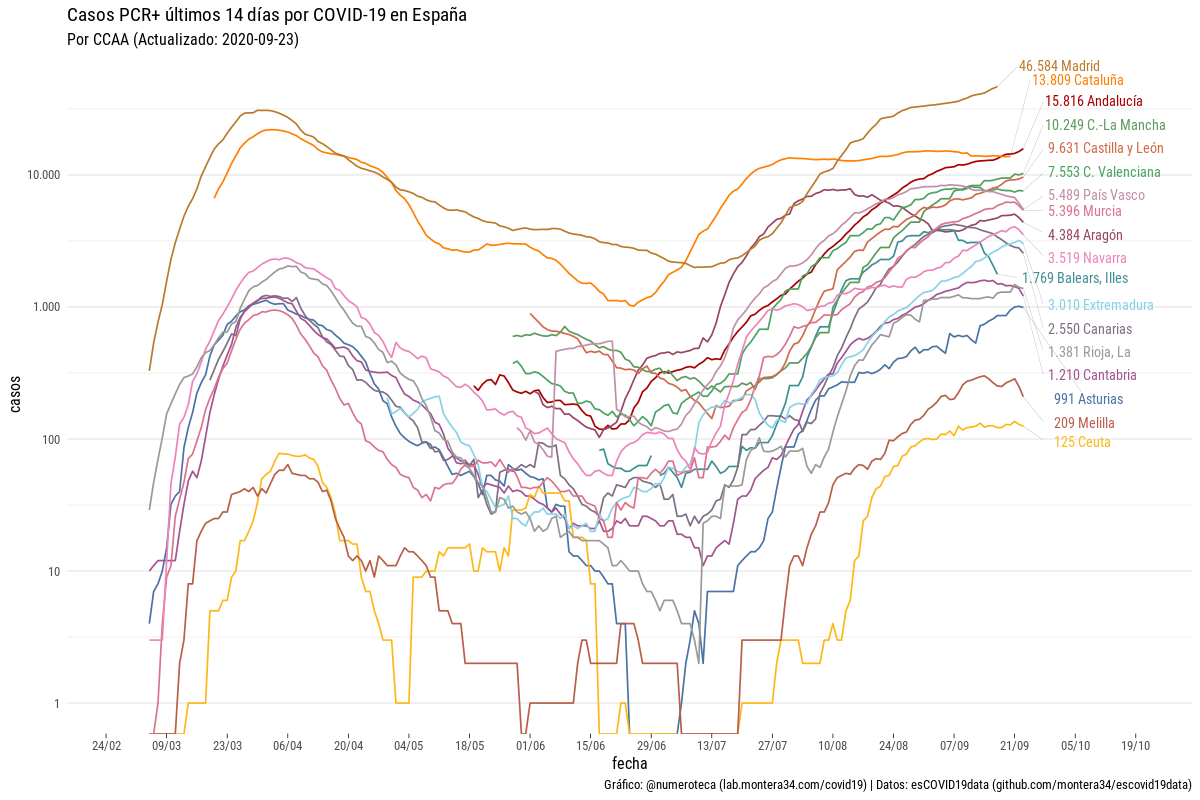 Casos PCR+ últimos 14 días por COVID-19 en España
Por CCAA (Actualizado: 2020-09-23)
46.584 Madrid
13.809 Cataluña
15.816 Andalucía
10.249 C.-La Mancha
9.631 Castilla y León
7.553 C. Valenciana
5.489 País Vasco
5.396 Murcia
4.384 Aragón
3.519 Navarra
1.769 Balears, Illes
3.010 Extremadura
2.550 Canarias
1.381 Rioja, La
1.210 Cantabria
991 Asturias
209 Melilla
125 Ceuta
casos
10.000
1.000
100
10
1
24/02 09/03 23/03 06/04 20/04 04/05 18/05 01/06 15/06 29/06 13/07 27/07 10/08 24/08 07/09 21/09 05/10 19/10
fecha
Gráfico: @numeroteca (lab.montera34.com/covid19) | Datos: esCOVID19data (github.com/montera34/escovid19data)